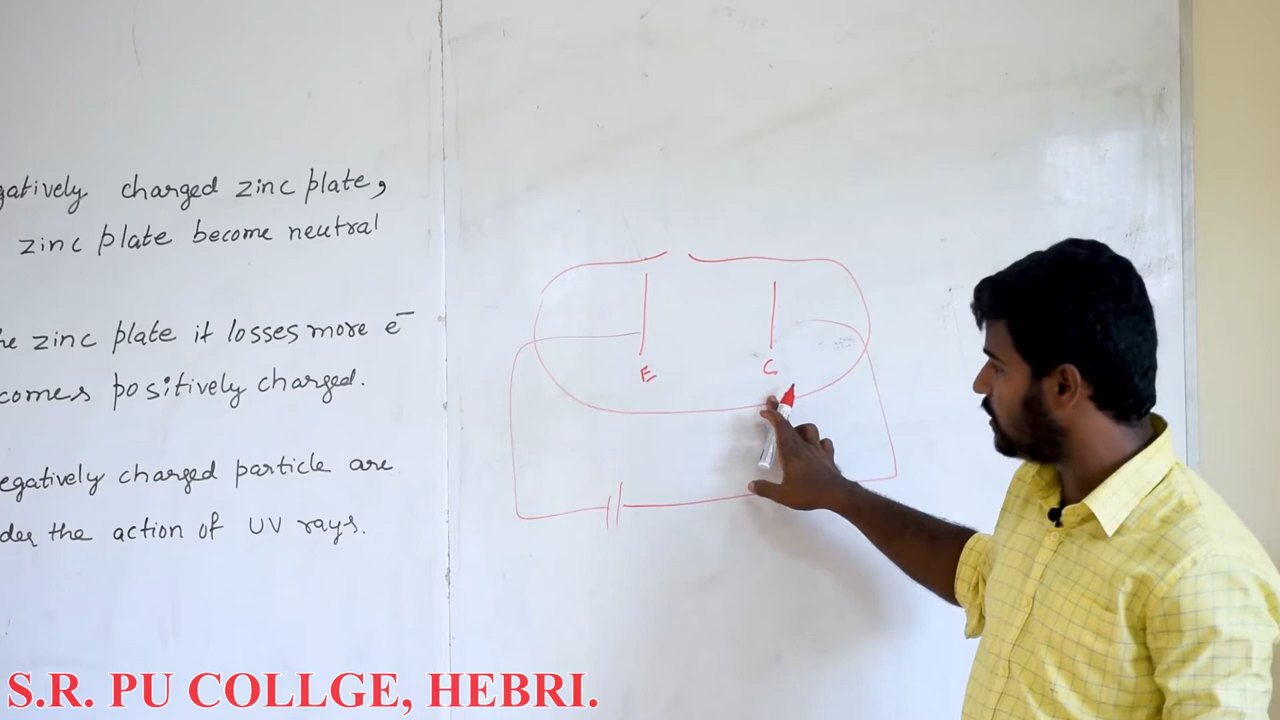 gatively charged zinc plate,
zinc plate become neutral
he zinc plate it losses more e⁻
comes positively charged.
egatively charged particle are
der the action of UV rays.
E
C
S.R. PU COLLGE, HEBRI.